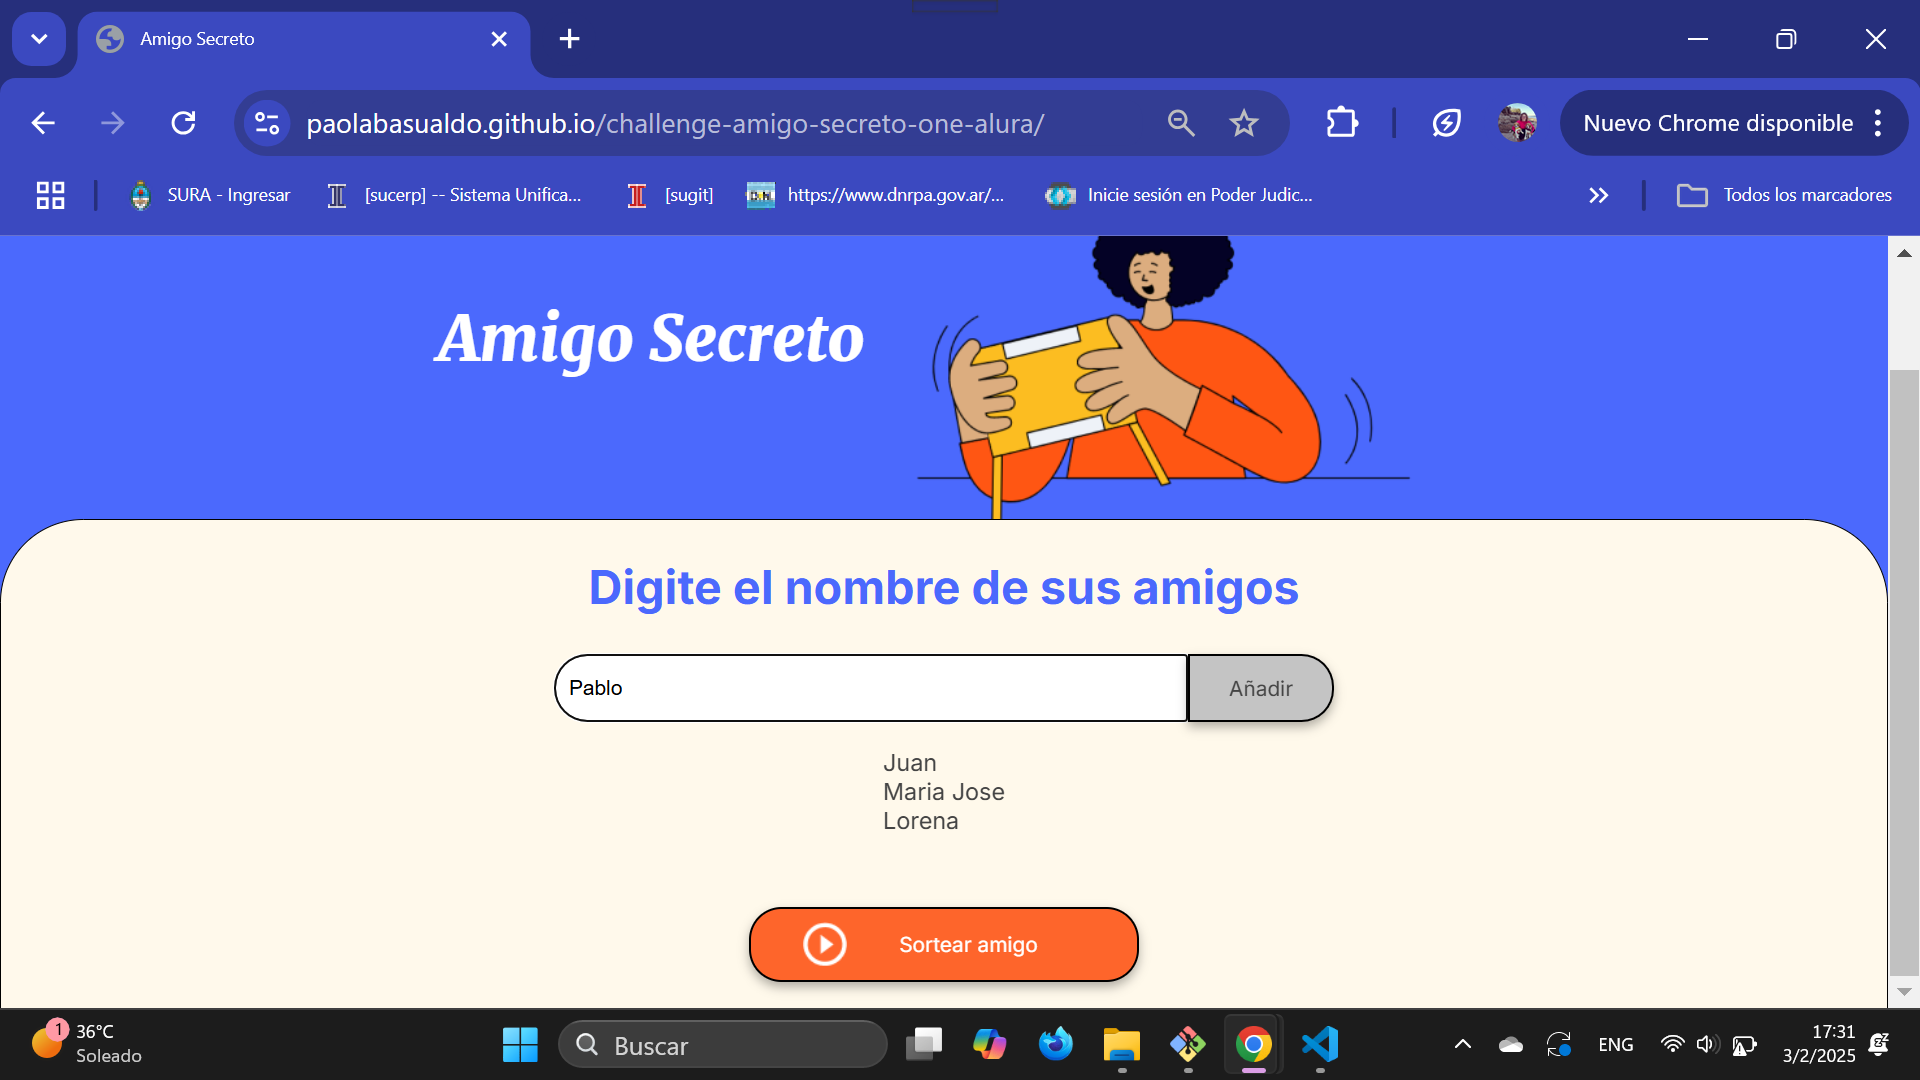 Amigo Secreto
paolabasualdo.github.io/challenge-amigo-secreto-one-alura/
Nuevo Chrome disponible
SURA - Ingresar
[sucerp] -- Sistema Unifica...
[sugit]
https://www.dnrpa.gov.ar/...
Inicie sesión en Poder Judic...
Todos los marcadores
Amigo Secreto
Digite el nombre de sus amigos
Pablo
Añadir
Juan
Maria Jose
Lorena
Sortear amigo
1
36°C
Soleado
Buscar
ENG
17:31
3/2/2025